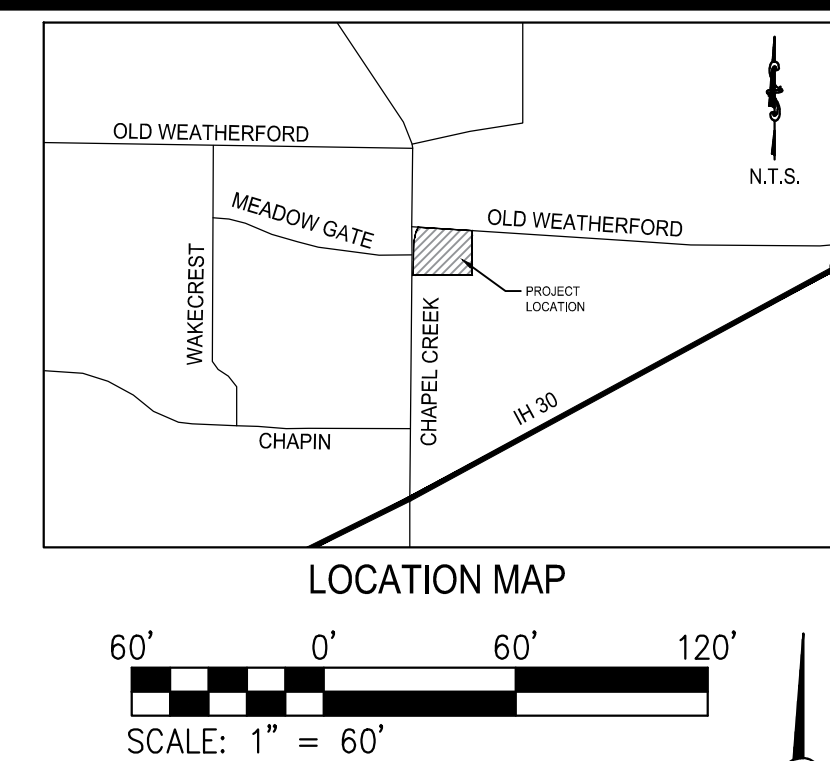 OLD WEATHERFORD
N.T.S.
MEADOW GATE
OLD WEATHERFORD
WAKECREST
PROJECT
LOCATION
CHAPEL CREEK
IH 30
CHAPIN
LOCATION MAP
60' 0' 60' 120'
SCALE: 1" = 60'